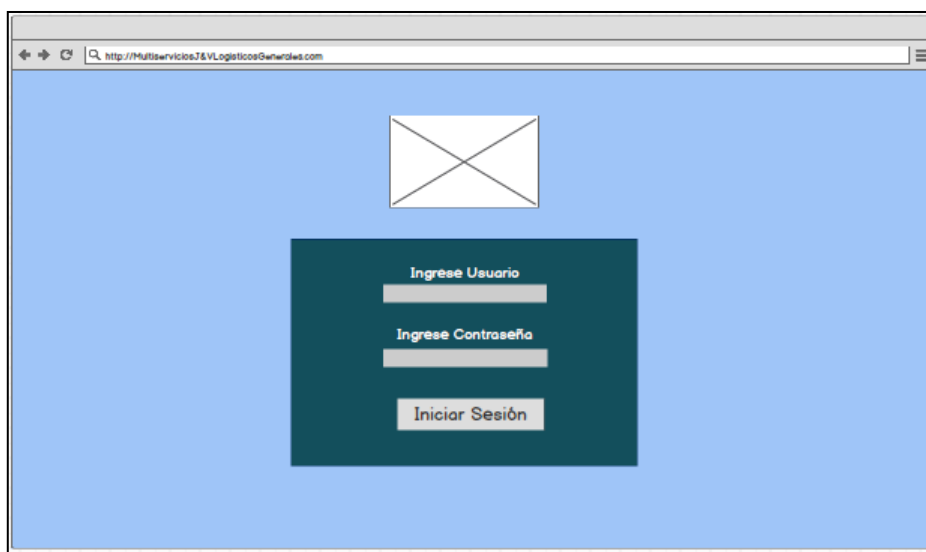 http://MultiserviciosJ&VLogisticosGenerales.com
Ingrese Usuario
Ingrese Contraseña
Iniciar Sesión